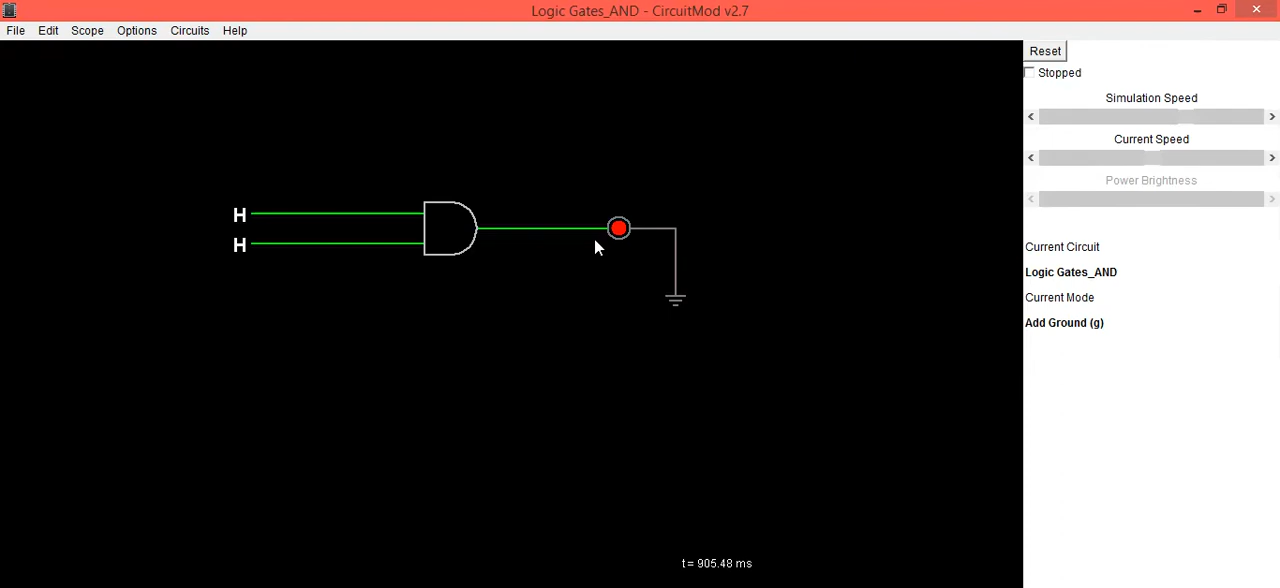 Logic Gates_AND - CircuitMod v2.7
File Edit Scope Options Circuits Help
Reset
Stopped
Simulation Speed
< >
Current Speed
< >
Power Brightness
< >
H
H
Current Circuit
Logic Gates_AND
Current Mode
Add Ground (g)
t = 905.48 ms